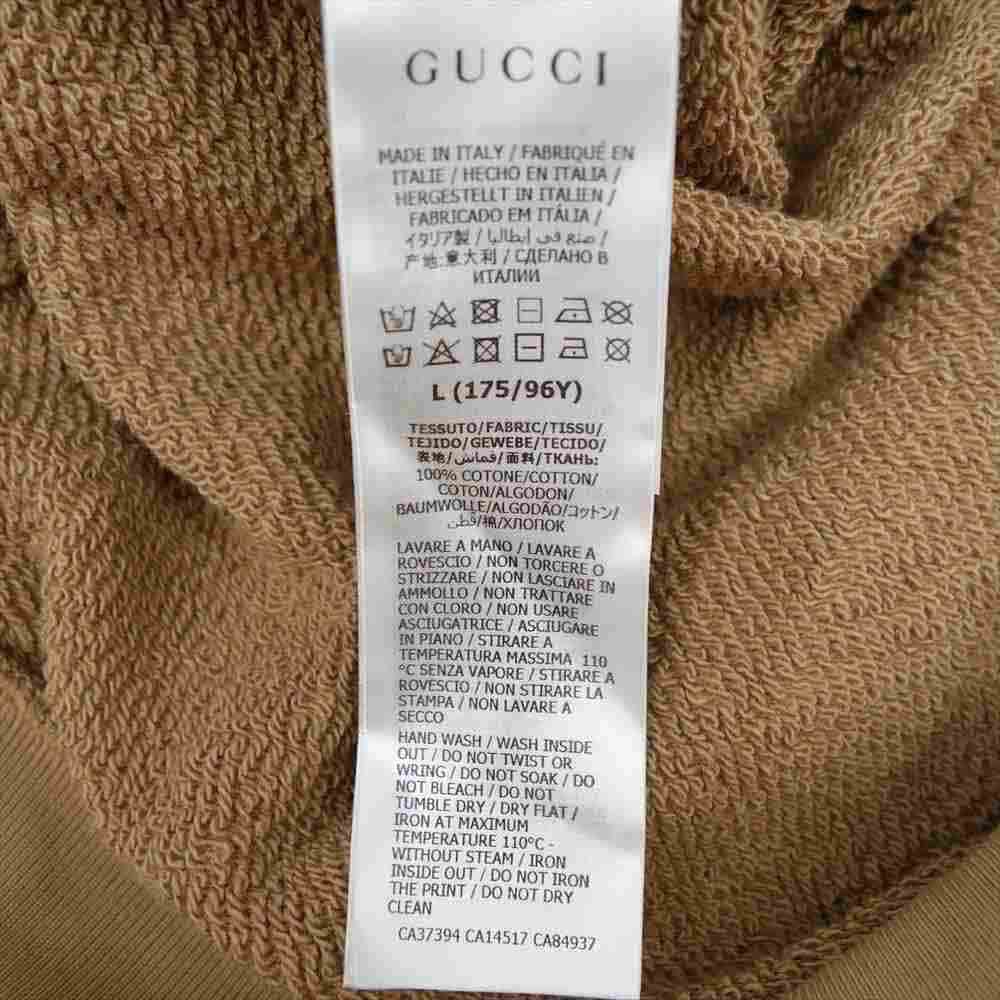 GUCCI
MADE IN ITALY / FABRIQUÉ EN
ITALIE / HECHO EN ITALIA /
HERGESTELLT IN ITALIEN /
FABRICADO EM ITÁLIA /
イタリア製 / صنع في إيطاليا /
产地:意大利 / СДЕЛАНО В
ИТАЛИИ
L (175/96Y)
TESSUTO/FABRIC/TISSU/
TEJIDO/GEWEBE/TECIDO/
表地/قماش/面料/ТКАНЬ:
100% COTONE/COTTON/
COTON/ALGODON/
BAUMWOLLE/ALGODÃO/コットン/
قطن/棉/ХЛОПОК
LAVARE A MANO / LAVARE A
ROVESCIO / NON TORCERE O
STRIZZARE / NON LASCIARE IN
AMMOLLO / NON TRATTARE
CON CLORO / NON USARE
ASCIUGATRICE / ASCIUGARE
IN PIANO / STIRARE A
TEMPERATURA MASSIMA 110
°C SENZA VAPORE / STIRARE A
ROVESCIO / NON STIRARE LA
STAMPA / NON LAVARE A
SECCO
HAND WASH / WASH INSIDE
OUT / DO NOT TWIST OR
WRING / DO NOT SOAK / DO
NOT BLEACH / DO NOT
TUMBLE DRY / DRY FLAT /
IRON AT MAXIMUM
TEMPERATURE 110°C -
WITHOUT STEAM / IRON
INSIDE OUT / DO NOT IRON
THE PRINT / DO NOT DRY
CLEAN
CA37394 CA14517 CA84937